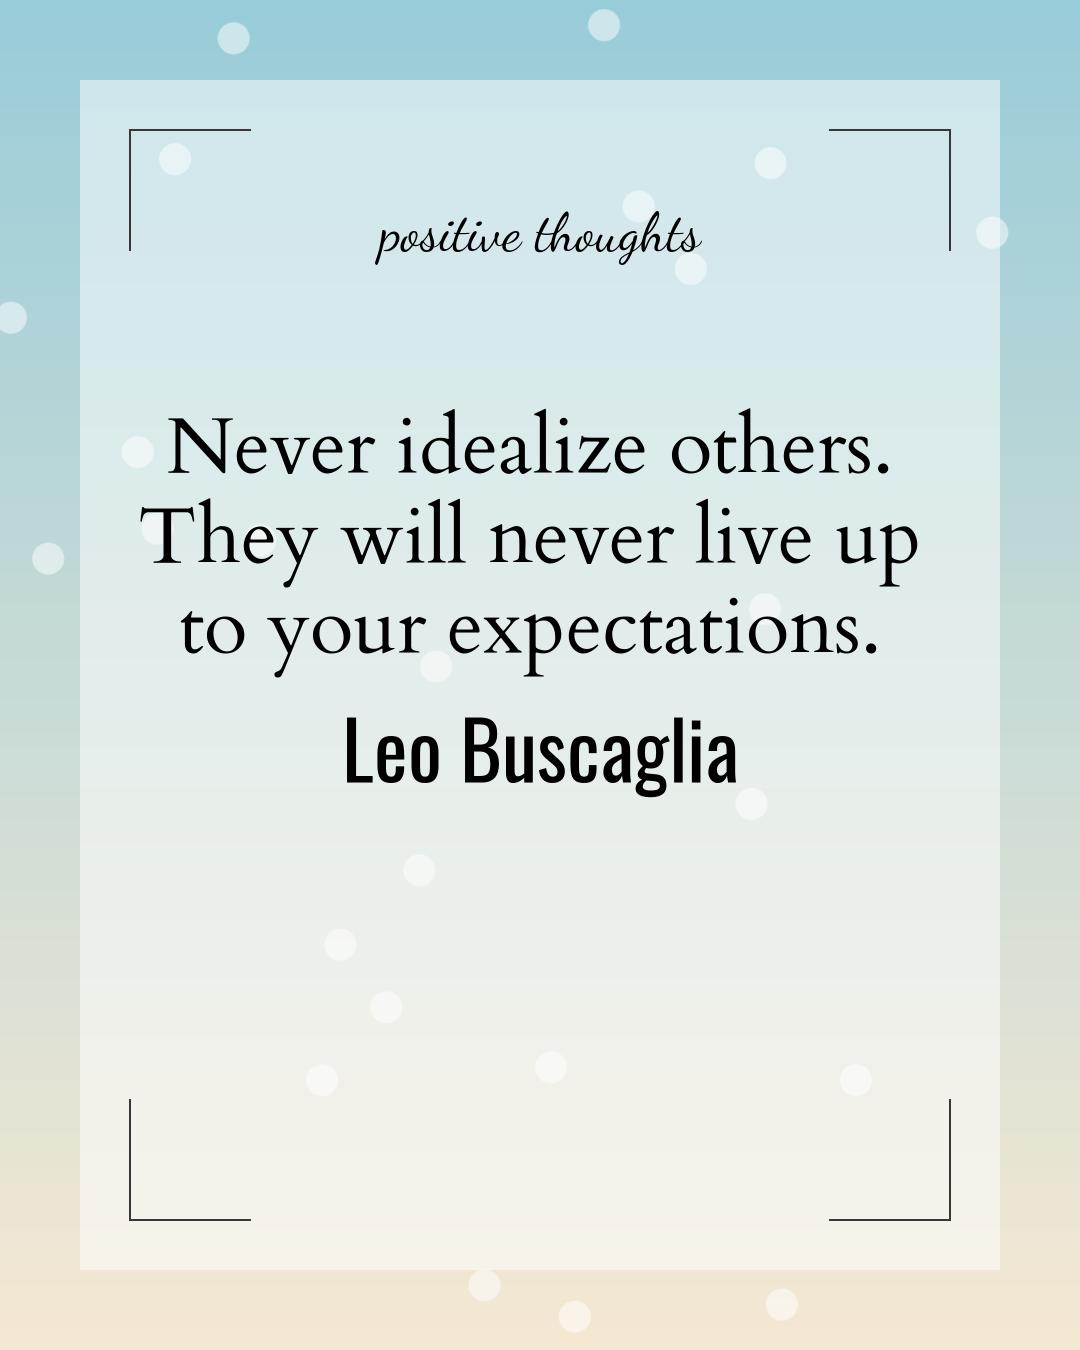 positive thoughts
Never idealize others.
They will never live up
to your expectations.
Leo Buscaglia